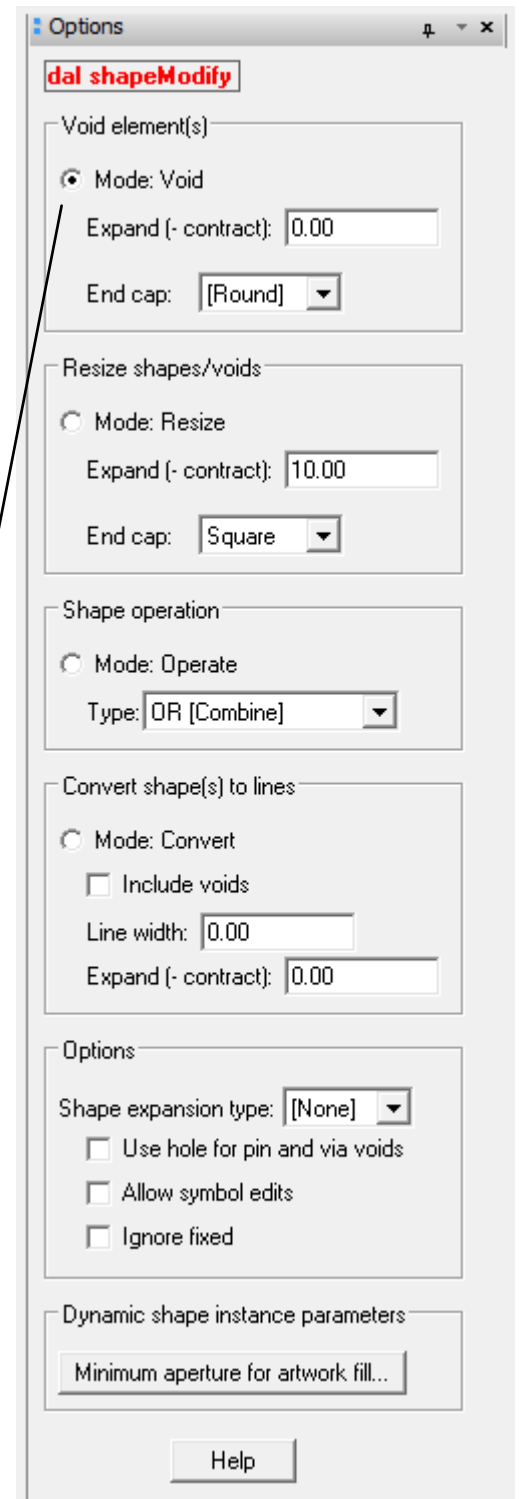 Options
dal shapeModify
Void element(s)
Mode: Void
Expand (- contract): 0.00
End cap: [Round]
Resize shapes/voids
Mode: Resize
Expand (- contract): 10.00
End cap: Square
Shape operation
Mode: Operate
Type: OR [Combine]
Convert shape(s) to lines
Mode: Convert
Include voids
Line width: 0.00
Expand (- contract): 0.00
Options
Shape expansion type: [None]
Use hole for pin and via voids
Allow symbol edits
Ignore fixed
Dynamic shape instance parameters
Minimum aperture for artwork fill...
Help